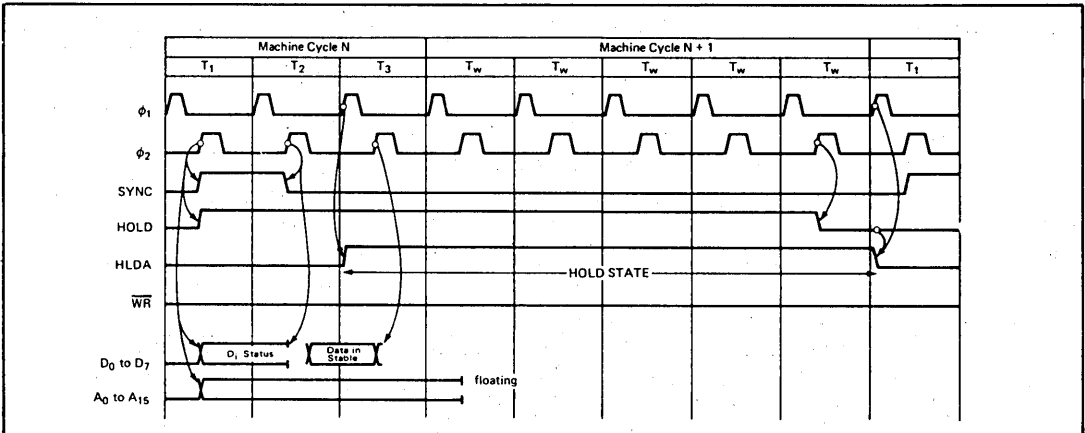 Machine Cycle N Machine Cycle N + 1
T1 T2 T3 Tw Tw Tw Tw Tw T1
ϕ1
ϕ2
SYNC
HOLD
HLDA
HOLD STATE
WR
D0 to D7 Di Status Data in Stable
A0 to A15 floating